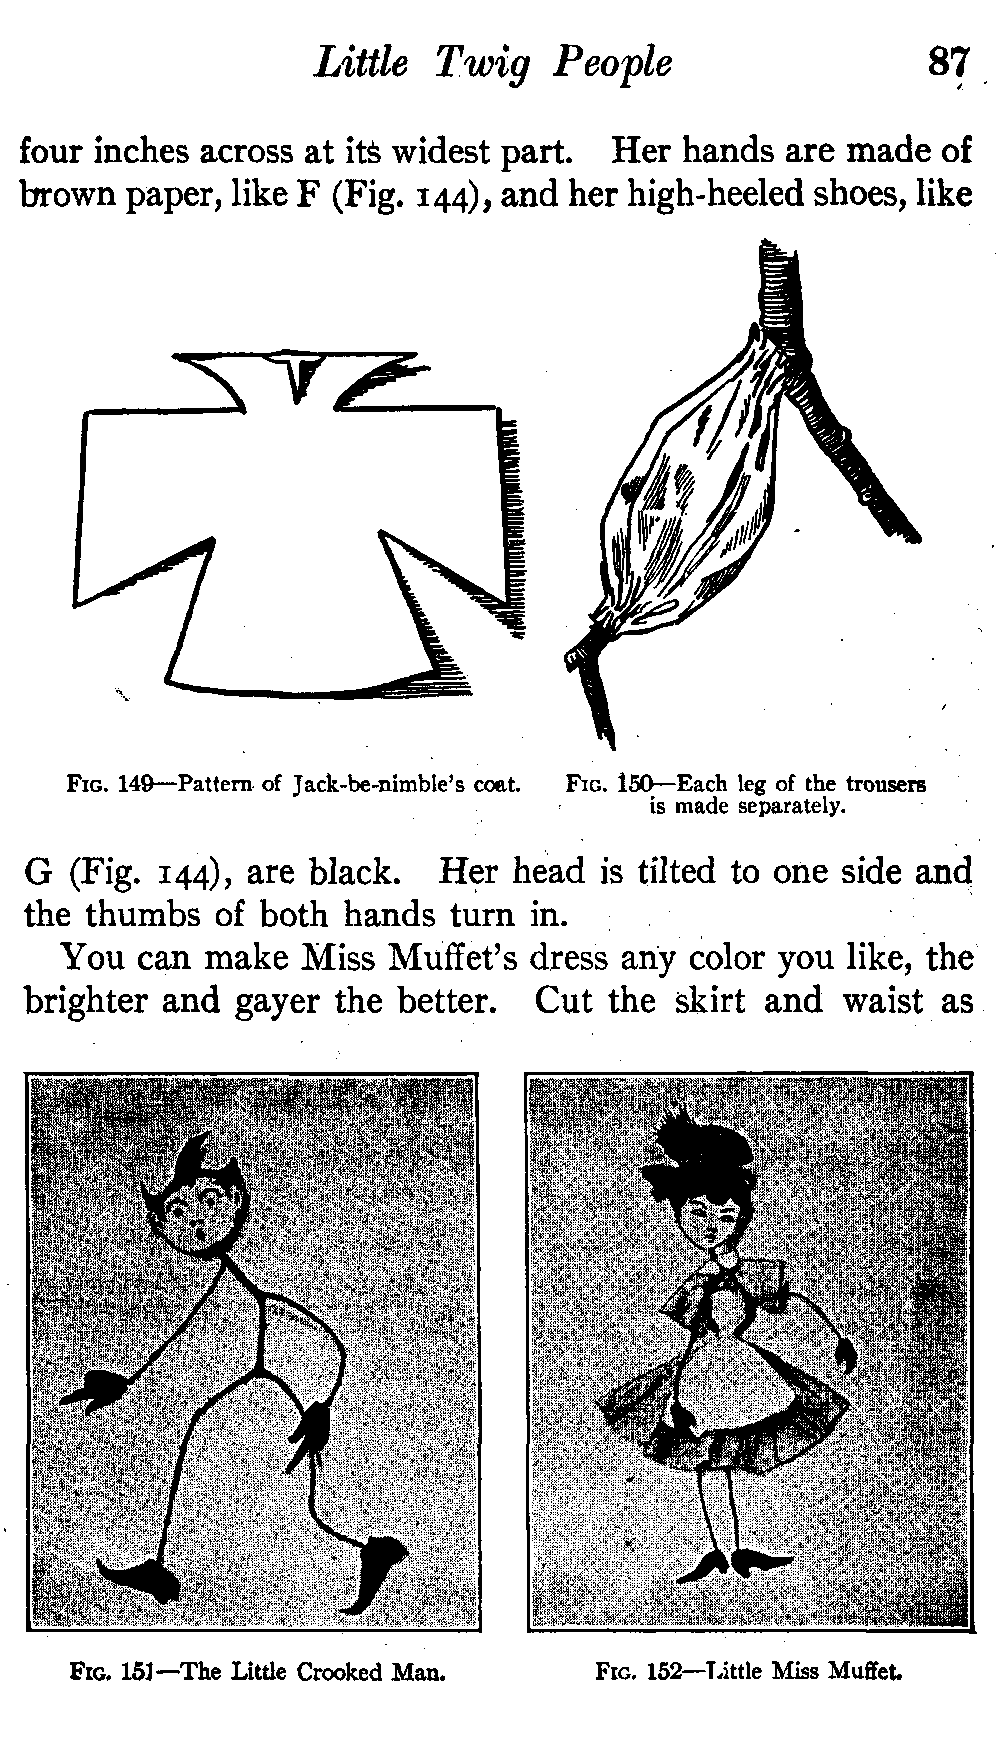 Little Twig People 87
four inches across at its widest part. Her hands are made of
brown paper, like F (Fig. 144), and her high-heeled shoes, like
Fig. 149—Pattern of Jack-be-nimble's coat.
Fig. 150—Each leg of the trousers
is made separately.
G (Fig. 144), are black. Her head is tilted to one side and
the thumbs of both hands turn in.
You can make Miss Muffet's dress any color you like, the
brighter and gayer the better. Cut the skirt and waist as
Fig. 151—The Little Crooked Man.
Fig. 152—Little Miss Muffet.